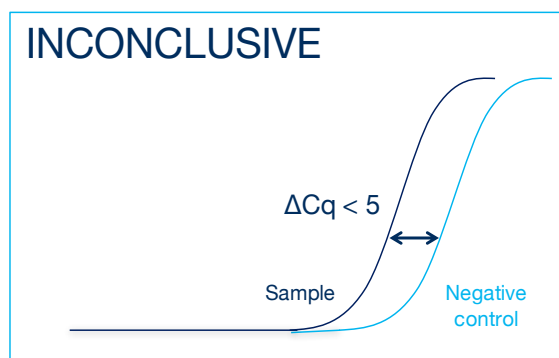 INCONCLUSIVE
ΔCq < 5
Sample
Negative
control